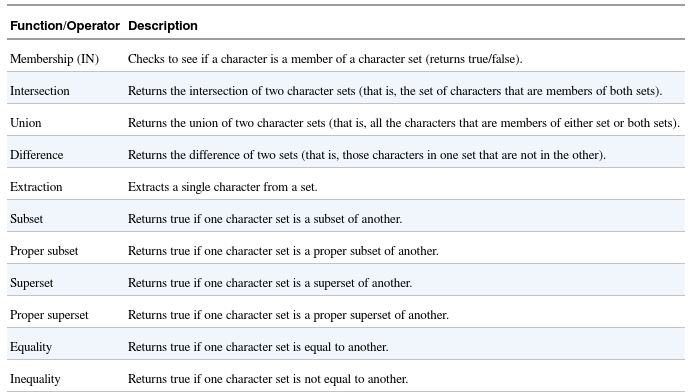 Function/Operator Description
Membership (IN) Checks to see if a character is a member of a character set (returns true/false).
Intersection Returns the intersection of two character sets (that is, the set of characters that are members of both sets).
Union Returns the union of two character sets (that is, all the characters that are members of either set or both sets).
Difference Returns the difference of two sets (that is, those characters in one set that are not in the other).
Extraction Extracts a single character from a set.
Subset Returns true if one character set is a subset of another.
Proper subset Returns true if one character set is a proper subset of another.
Superset Returns true if one character set is a superset of another.
Proper superset Returns true if one character set is a proper superset of another.
Equality Returns true if one character set is equal to another.
Inequality Returns true if one character set is not equal to another.